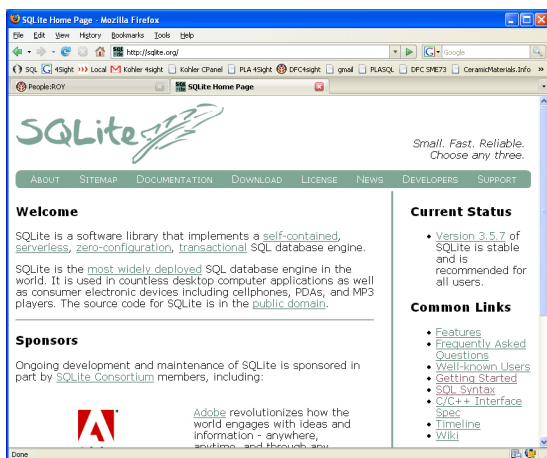 SQLite Home Page - Mozilla Firefox
File Edit View History Bookmarks Tools Help
http://sqlite.org/
G Google
SQL 4Sight Local Kohler 4sight Kohler CPanel PLA 4Sight DFC4sight gmail PLASQL DFC SME73 CeramicMaterials.Info »
People:ROY SQLite Home Page
SQLite
Small. Fast. Reliable.
Choose any three.
About Sitemap Documentation Download License News Developers Support
Welcome
SQLite is a software library that implements a self-contained,
serverless, zero-configuration, transactional SQL database engine.
SQLite is the most widely deployed SQL database engine in the
world. It is used in countless desktop computer applications as well
as consumer electronic devices including cellphones, PDAs, and MP3
players. The source code for SQLite is in the public domain.
Sponsors
Ongoing development and maintenance of SQLite is sponsored in
part by SQLite Consortium members, including:
Adobe revolutionizes how the
world engages with ideas and
information - anywhere,
anytime, and through any
Current Status
• Version 3.5.7 of
SQLite is stable
and is
recommended for
all users.
Common Links
• Features
• Frequently Asked
Questions
• Well-known Users
• Getting Started
• SQL Syntax
• C/C++ Interface
Spec
• Timeline
• Wiki
Done